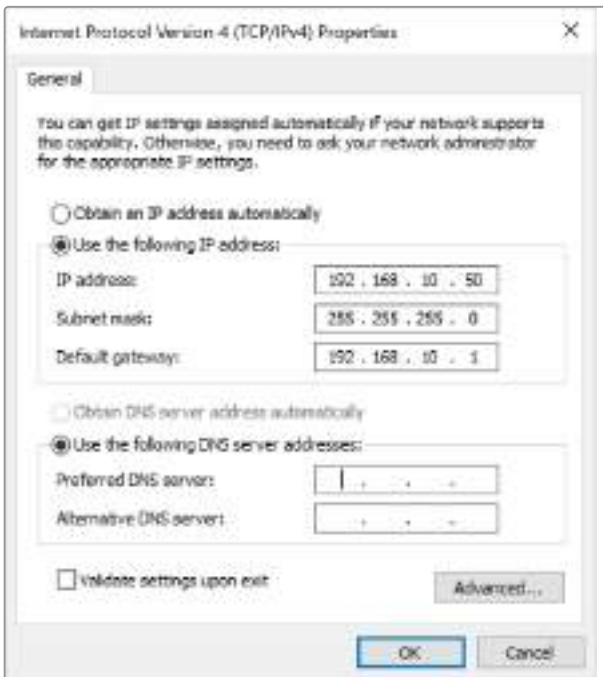 Internet Protocol Version 4 (TCP/IPv4) Properties
General
You can get IP settings assigned automatically if your network supports
this capability. Otherwise, you need to ask your network administrator
for the appropriate IP settings.
Obtain an IP address automatically
Use the following IP address:
IP address: 192 . 168 . 10 . 50
Subnet mask: 255 . 255 . 255 . 0
Default gateway: 192 . 168 . 10 . 1
Obtain DNS server address automatically
Use the following DNS server addresses:
Preferred DNS server: . . .
Alternative DNS server: . . .
Validate settings upon exit
Advanced...
OK Cancel